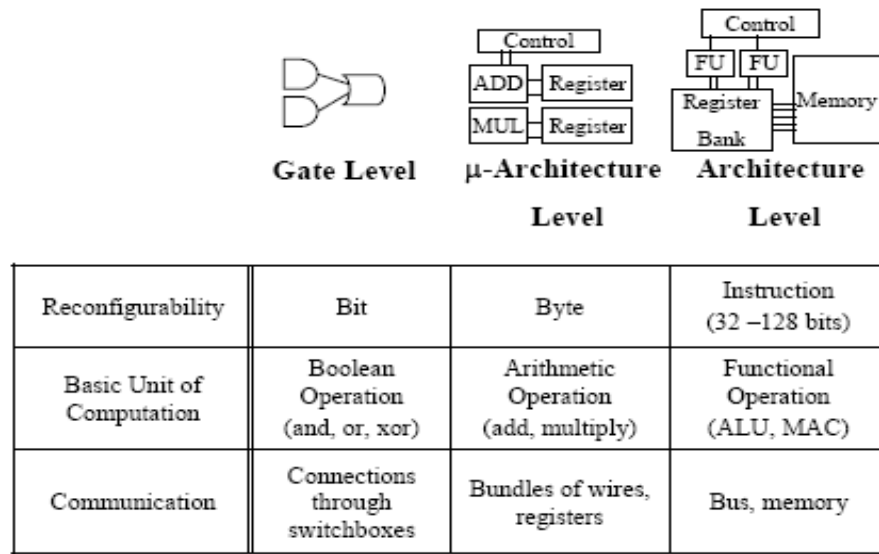 Control
ADD
Register
MUL
Register
Control
FU
FU
Register
Bank
Memory
Gate Level
μ-Architecture
Level
Architecture
Level
Reconfigurability
Bit
Byte
Instruction
(32 –128 bits)
Basic Unit of
Computation
Boolean
Operation
(and, or, xor)
Arithmetic
Operation
(add, multiply)
Functional
Operation
(ALU, MAC)
Communication
Connections
through
switchboxes
Bundles of wires,
registers
Bus, memory